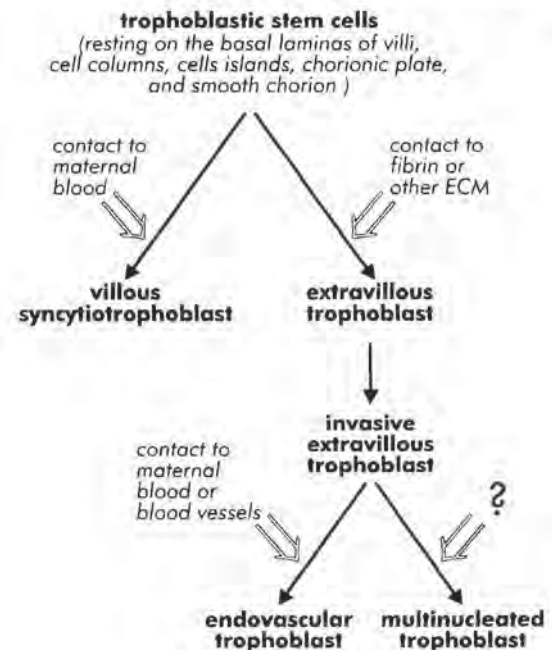 trophoblastic stem cells
(resting on the basal laminas of villi,
cell columns, cells islands, chorionic plate,
and smooth chorion )
contact to
maternal
blood
contact to
fibrin or
other ECM
villous
syncytiotrophoblast
extravillous
trophoblast
invasive
extravillous
trophoblast
contact to
maternal
blood or
blood vessels
?
endovascular
trophoblast
multinucleated
trophoblast